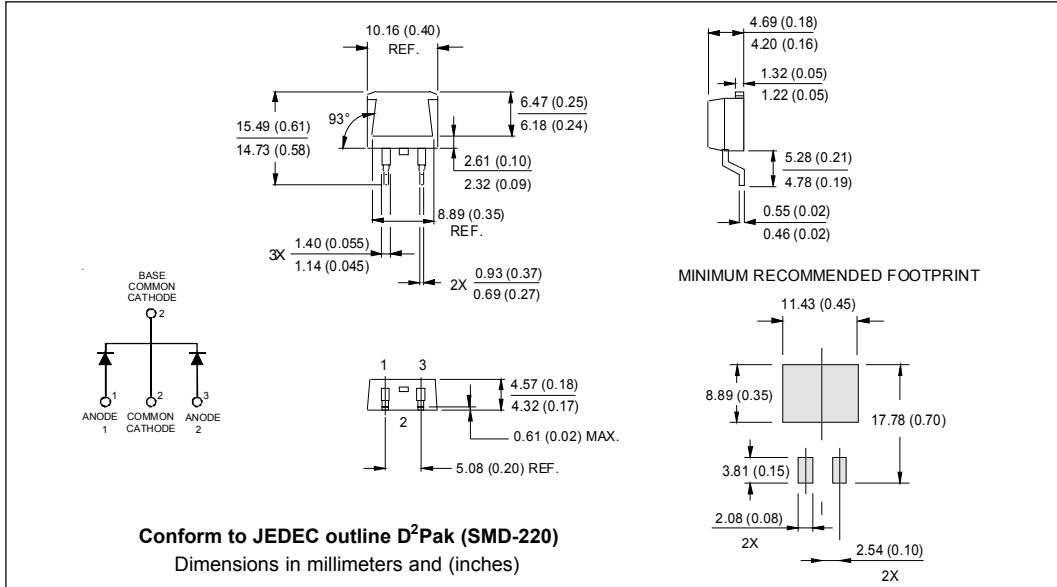 10.16 (0.40)
REF.
15.49 (0.61)
14.73 (0.58)
93°
6.47 (0.25)
6.18 (0.24)
2.61 (0.10)
2.32 (0.09)
8.89 (0.35)
REF.
3X
1.40 (0.055)
1.14 (0.045)
2X
0.93 (0.37)
0.69 (0.27)
4.69 (0.18)
4.20 (0.16)
1.32 (0.05)
1.22 (0.05)
5.28 (0.21)
4.78 (0.19)
0.55 (0.02)
0.46 (0.02)
BASE
COMMON
CATHODE
2
1
2
3
ANODE
1
COMMON
CATHODE
ANODE
2
1
3
2
4.57 (0.18)
4.32 (0.17)
0.61 (0.02) MAX.
5.08 (0.20) REF.
MINIMUM RECOMMENDED FOOTPRINT
11.43 (0.45)
8.89 (0.35)
17.78 (0.70)
3.81 (0.15)
2.08 (0.08)
2X
2.54 (0.10)
2X
Conform to JEDEC outline D²Pak (SMD-220)
Dimensions in millimeters and (inches)